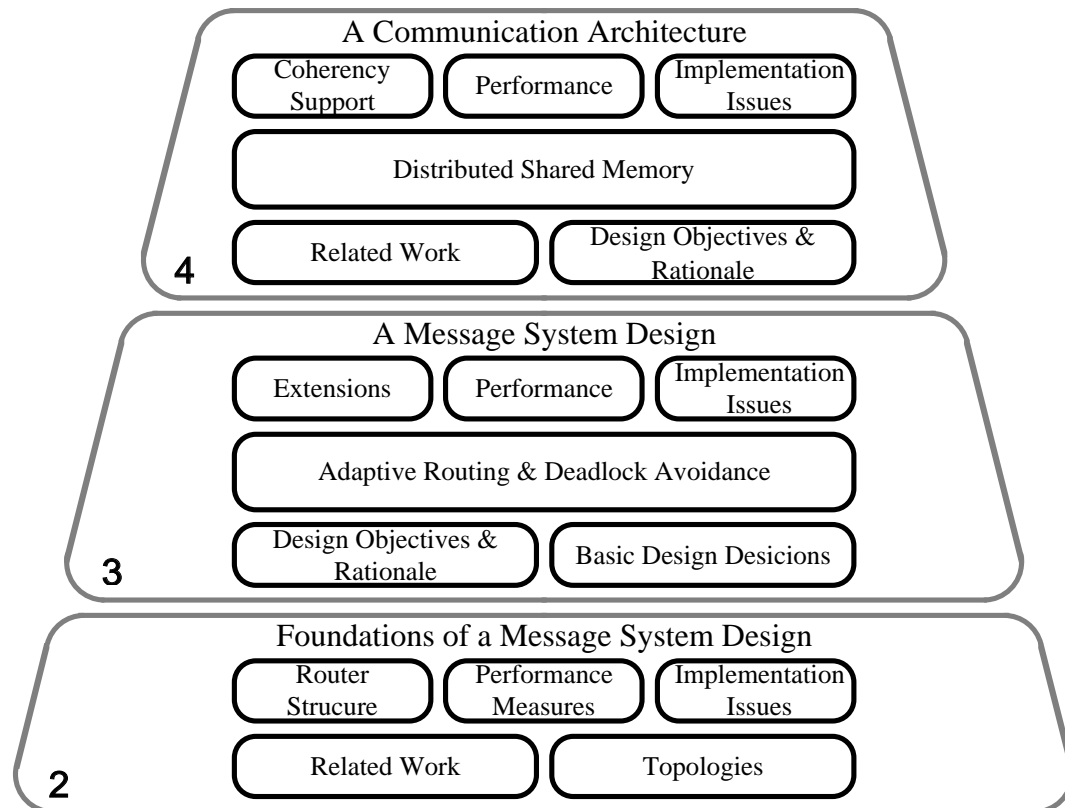 A Communication Architecture
Coherency
Support
Performance
Implementation
Issues
Distributed Shared Memory
Related Work
Design Objectives &
Rationale
4
A Message System Design
Extensions
Performance
Implementation
Issues
Adaptive Routing & Deadlock Avoidance
Design Objectives &
Rationale
Basic Design Desicions
3
Foundations of a Message System Design
Router
Strucure
Performance
Measures
Implementation
Issues
Related Work
Topologies
2